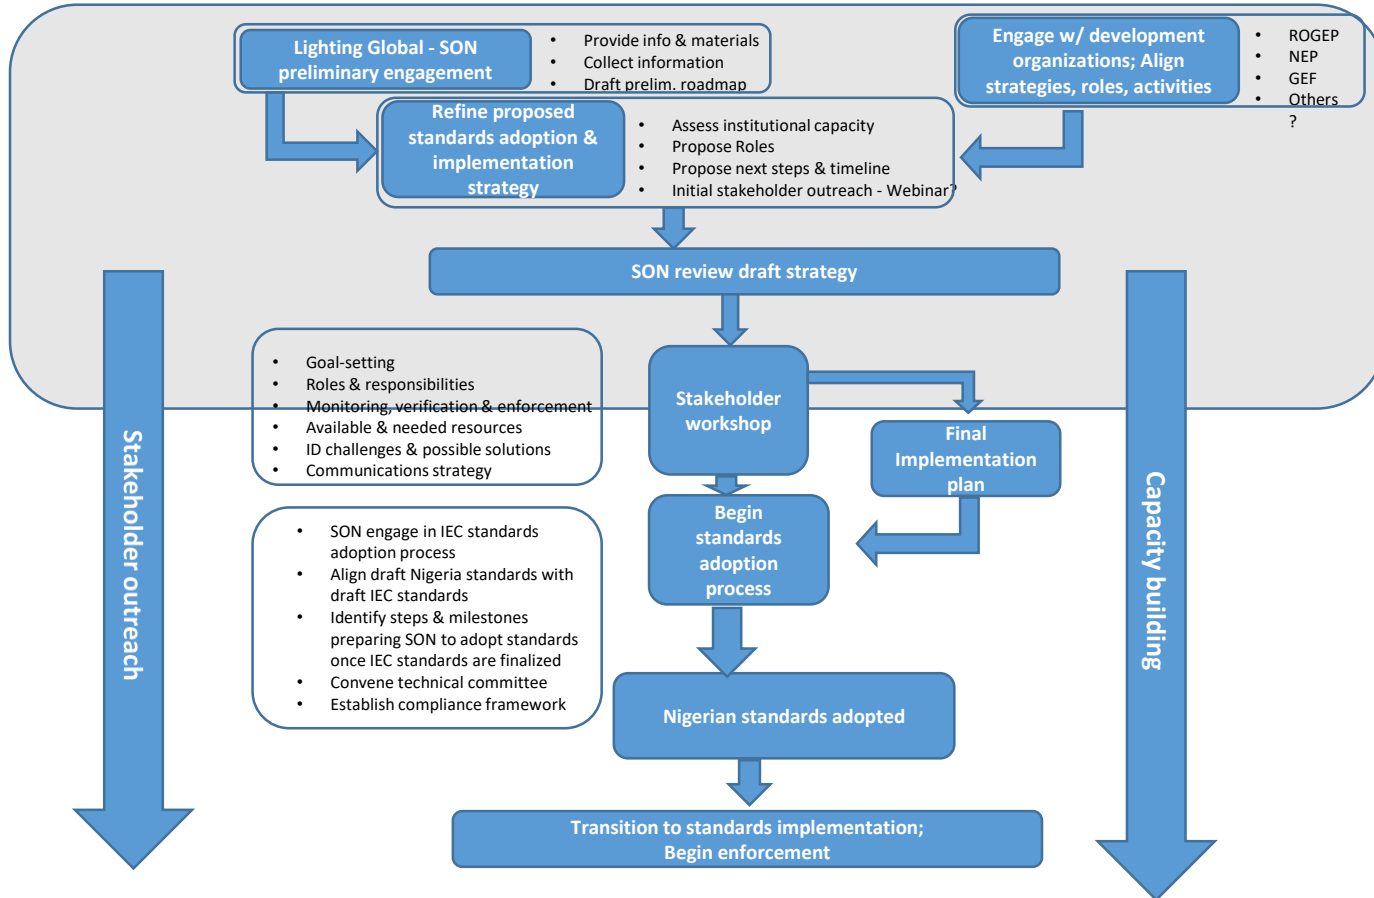 Lighting Global - SON
preliminary engagement
• Provide info & materials
• Collect information
• Draft prelim. roadmap
Engage w/ development
organizations; Align
strategies, roles, activities
• ROGEP
• NEP
• GEF
• Others
?
Refine proposed
standards adoption &
implementation
strategy
• Assess institutional capacity
• Propose Roles
• Propose next steps & timeline
• Initial stakeholder outreach - Webinar?
SON review draft strategy
• Goal-setting
• Roles & responsibilities
• Monitoring, verification & enforcement
• Available & needed resources
• ID challenges & possible solutions
• Communications strategy
Stakeholder
workshop
Final
Implementation
plan
Stakeholder outreach
Capacity building
• SON engage in IEC standards
adoption process
• Align draft Nigeria standards with
draft IEC standards
• Identify steps & milestones
preparing SON to adopt standards
once IEC standards are finalized
• Convene technical committee
• Establish compliance framework
Begin
standards
adoption
process
Nigerian standards adopted
Transition to standards implementation;
Begin enforcement